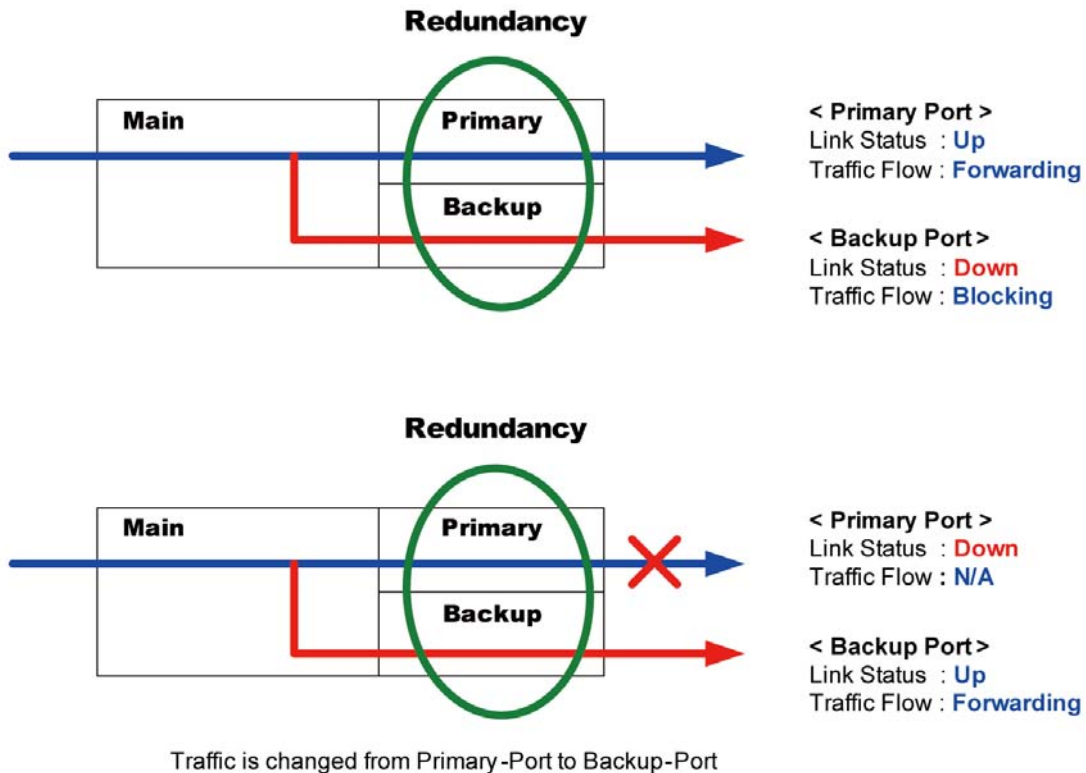 Redundancy
Main
Primary
Backup
< Primary Port >
Link Status : Up
Traffic Flow : Forwarding
< Backup Port >
Link Status : Down
Traffic Flow : Blocking
Redundancy
Main
Primary
Backup
< Primary Port >
Link Status : Down
Traffic Flow : N/A
< Backup Port >
Link Status : Up
Traffic Flow : Forwarding
Traffic is changed from Primary-Port to Backup-Port